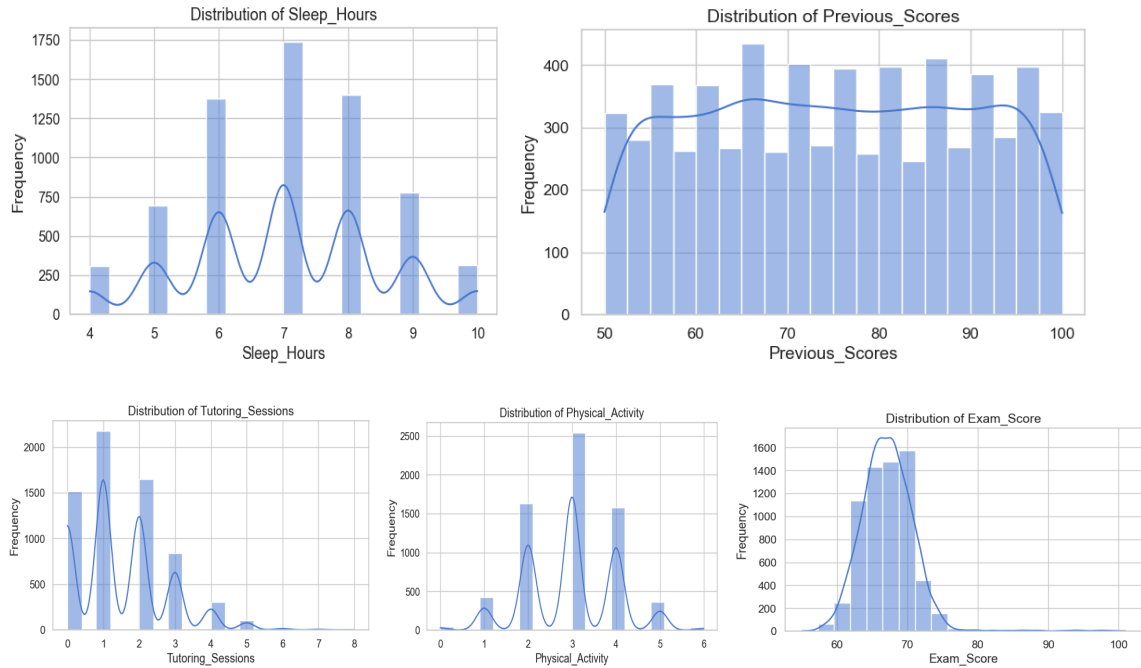 Distribution of Sleep_Hours
1750
1500
1250
1000
750
500
250
0
Frequency
4 5 6 7 8 9 10
Sleep_Hours
Distribution of Previous_Scores
400
300
200
100
0
Frequency
50 60 70 80 90 100
Previous_Scores
Distribution of Tutoring_Sessions
2000
1500
1000
500
0
Frequency
0 1 2 3 4 5 6 7 8
Tutoring_Sessions
Distribution of Physical_Activity
2500
2000
1500
1000
500
0
Frequency
0 1 2 3 4 5 6
Physical_Activity
Distribution of Exam_Score
1600
1400
1200
1000
800
600
400
200
0
Frequency
60 70 80 90 100
Exam_Score